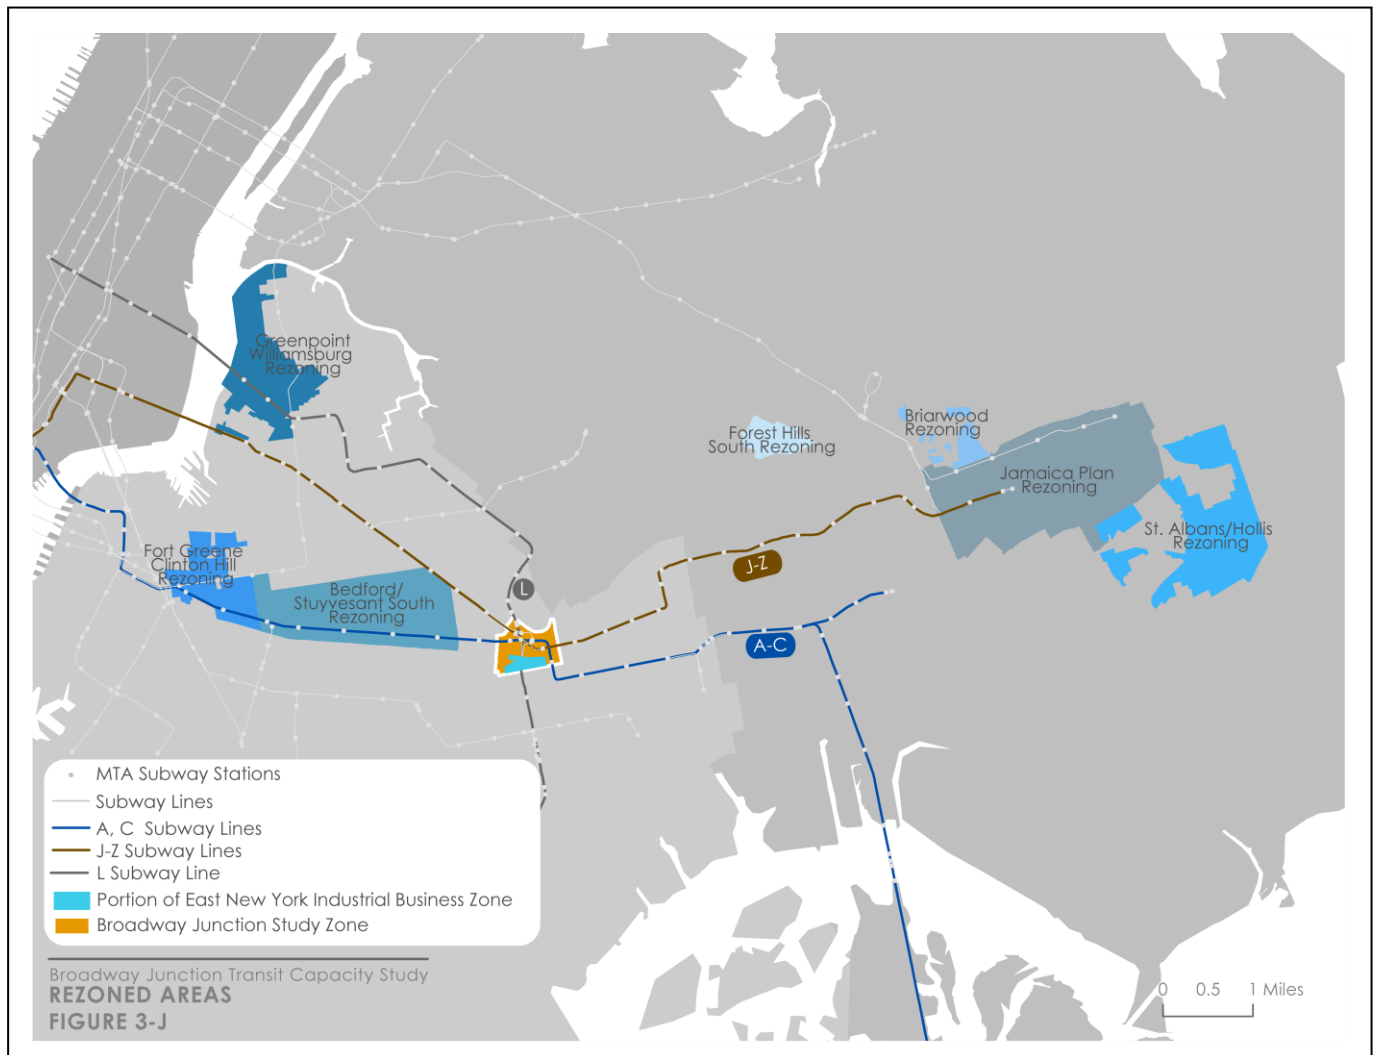 Greenpoint
Williamsburg
Rezoning
Briarwood
Rezoning
Forest Hills
South Rezoning
Jamaica Plan
Rezoning
St. Albans/Hollis
Rezoning
Fort Greene
Clinton Hill
Rezoning
Bedford/
Stuyvesant South
Rezoning
J-Z
L
A-C
MTA Subway Stations
Subway Lines
A, C Subway Lines
J-Z Subway Lines
L Subway Line
Portion of East New York Industrial Business Zone
Broadway Junction Study Zone
Broadway Junction Transit Capacity Study
REZONED AREAS
FIGURE 3-J
0 0.5 1 Miles